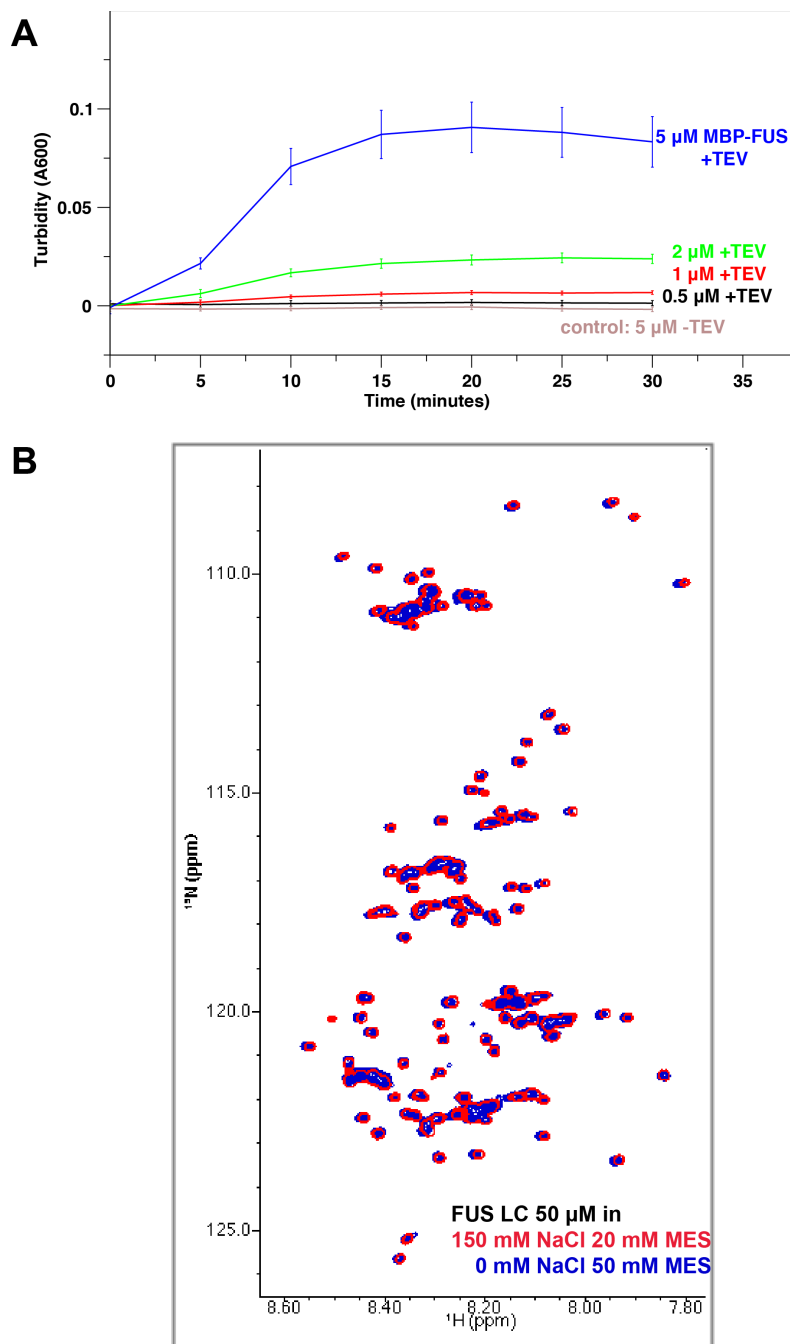 A
0.1
0.05
0
Turbidity (A600)
5 µM MBP-FUS
+TEV
2 µM +TEV
1 µM +TEV
0.5 µM +TEV
control: 5 µM -TEV
0 5 10 15 20 25 30 35
Time (minutes)
B
110.0
115.0
120.0
125.0
¹⁵N (ppm)
FUS LC 50 µM in
150 mM NaCl 20 mM MES
0 mM NaCl 50 mM MES
8.60 8.40 8.20 8.00 7.80
¹H (ppm)